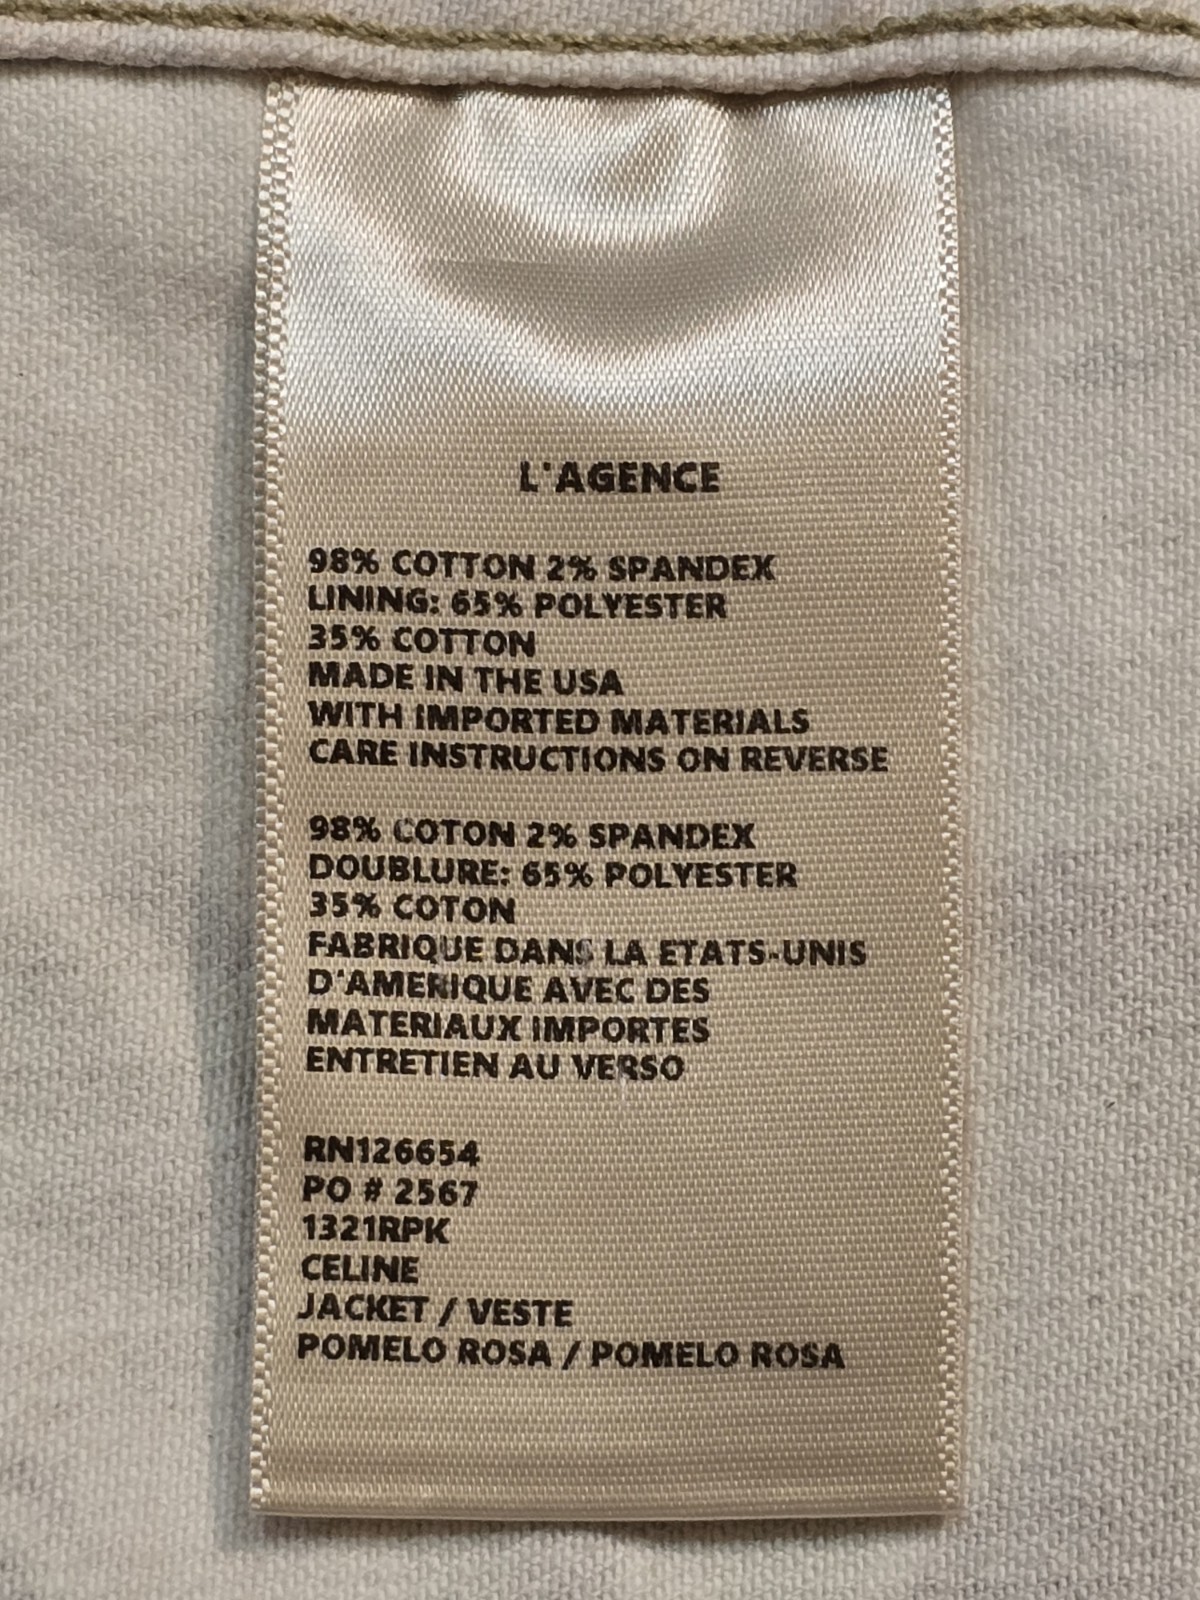 L'AGENCE
98% COTTON 2% SPANDEX
LINING: 65% POLYESTER
35% COTTON
MADE IN THE USA
WITH IMPORTED MATERIALS
CARE INSTRUCTIONS ON REVERSE
98% COTON 2% SPANDEX
DOUBLURE: 65% POLYESTER
35% COTON
FABRIQUE DANS LA ETATS-UNIS
D'AMERIQUE AVEC DES
MATERIAUX IMPORTES
ENTRETIEN AU VERSO
RN126654
PO # 2567
1321RPK
CELINE
JACKET / VESTE
POMELO ROSA / POMELO ROSA